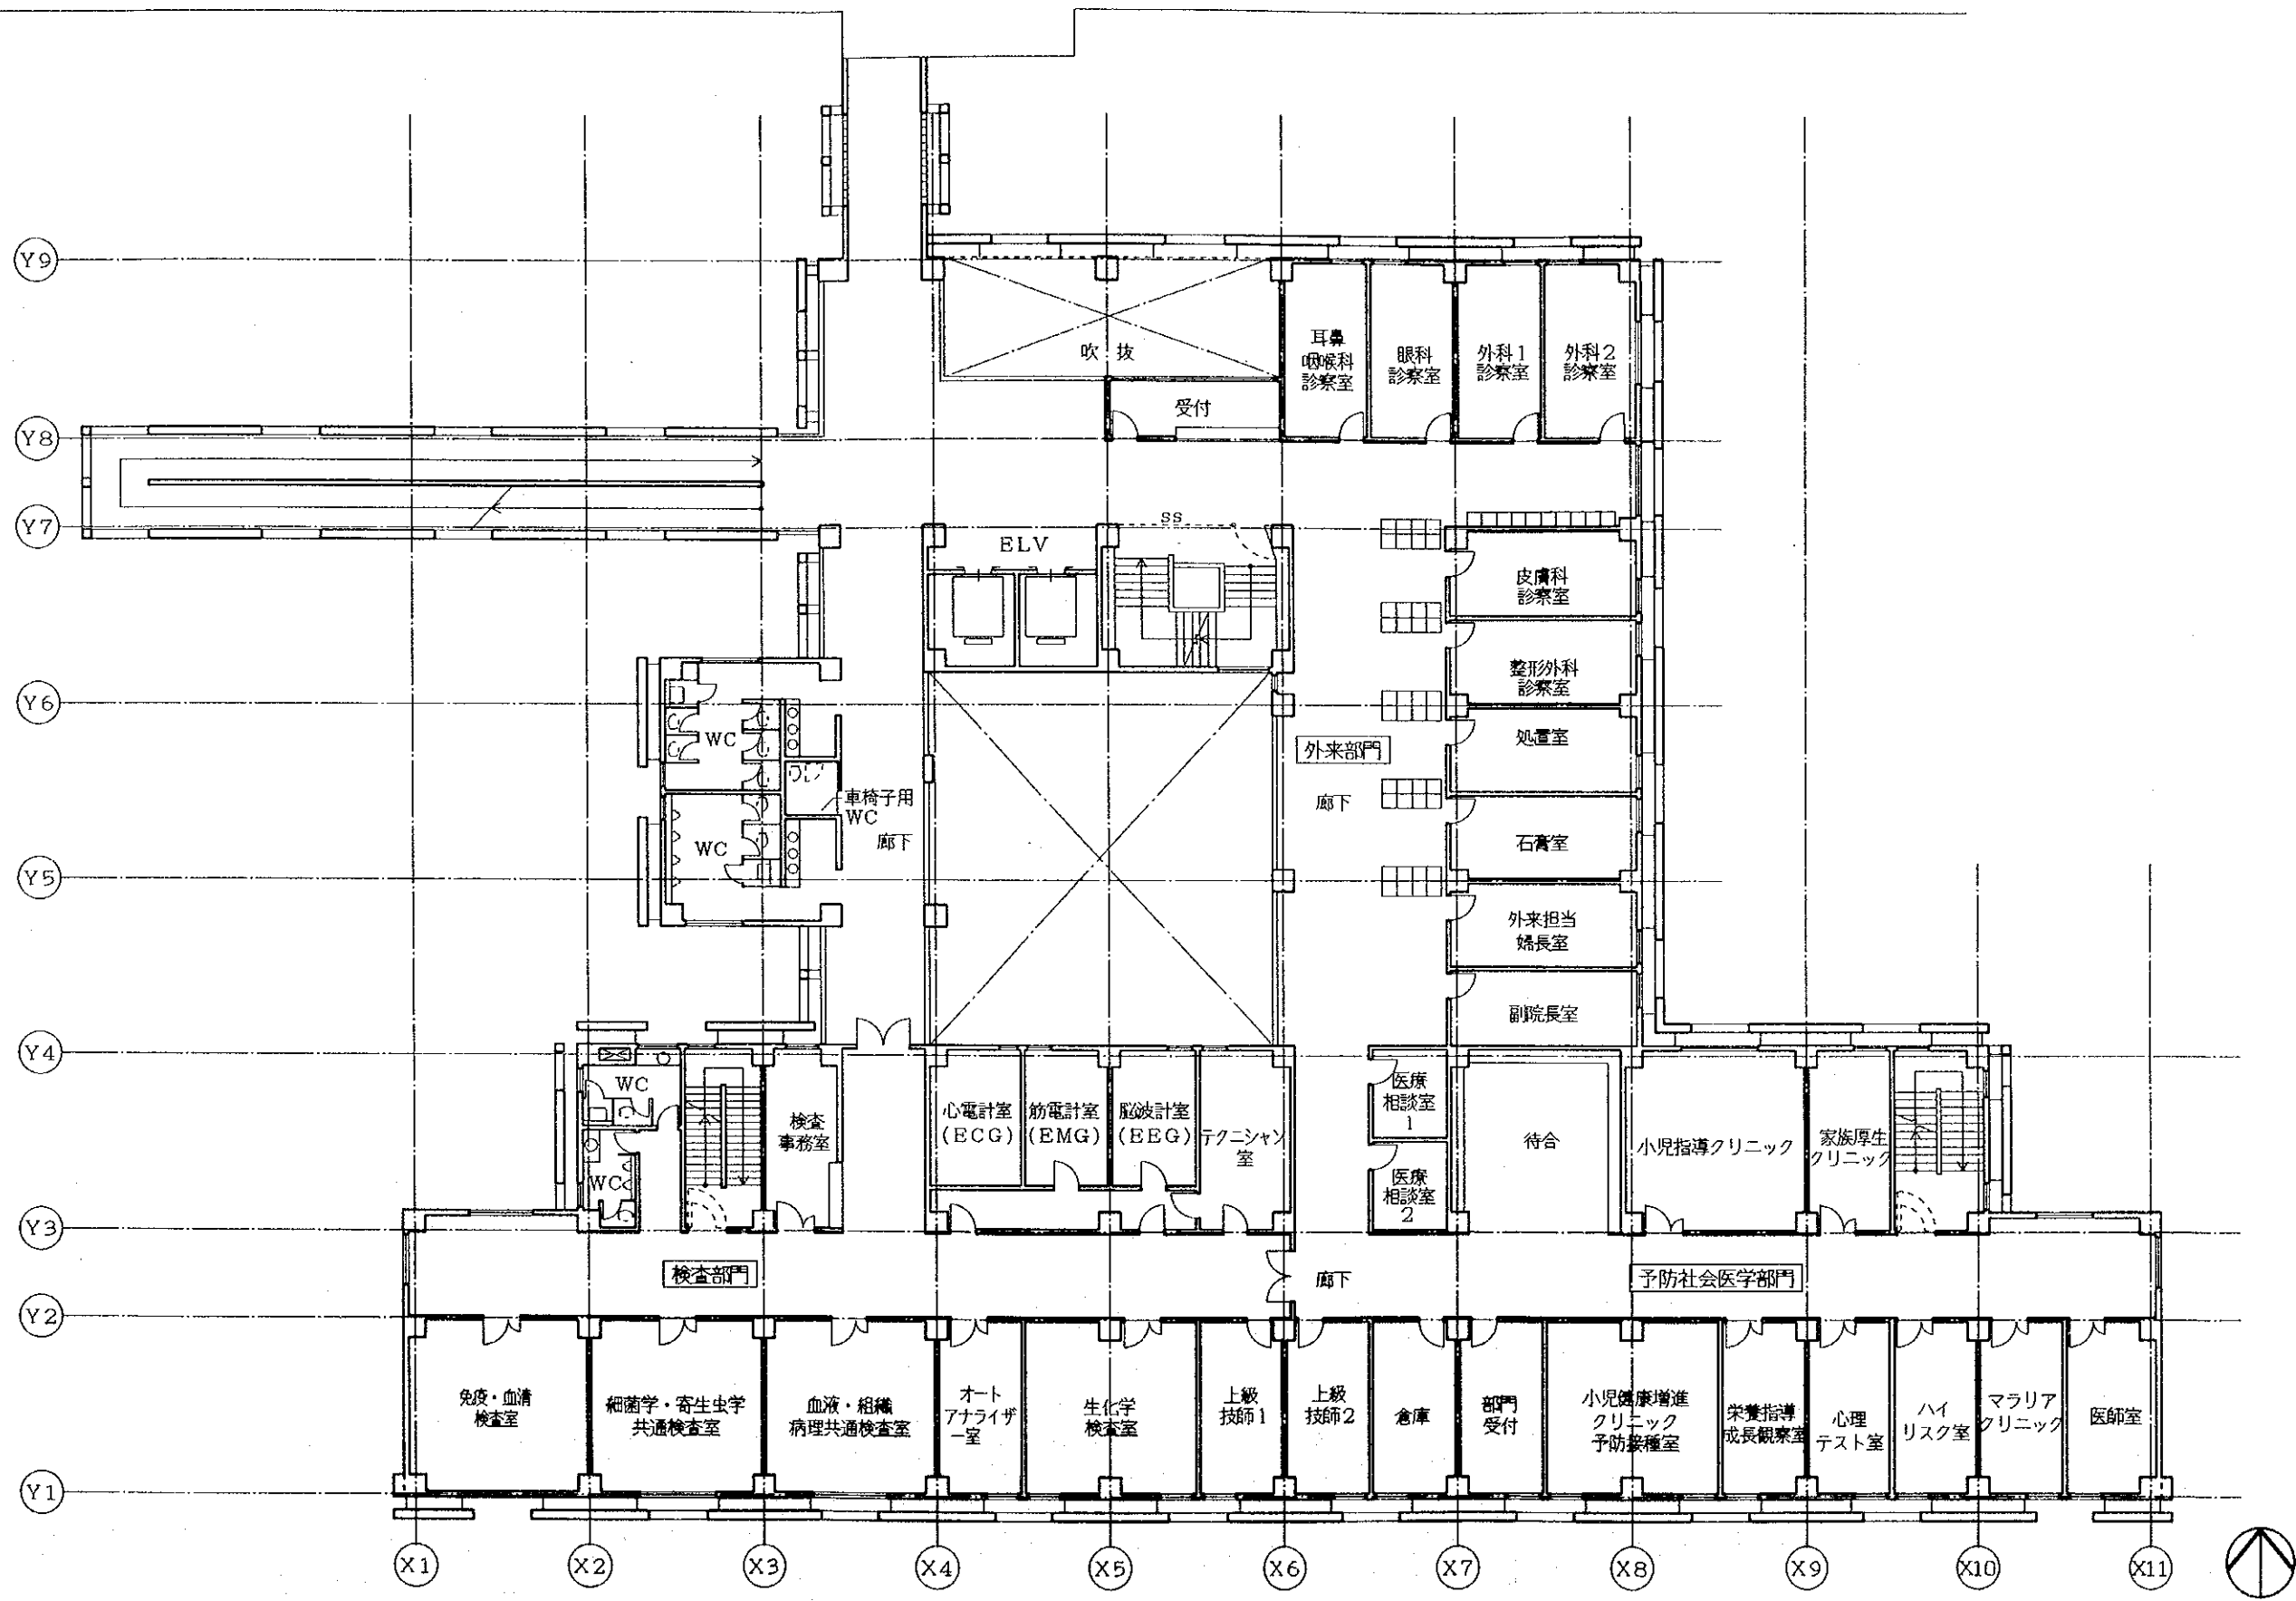 Y9
Y8
Y7
Y6
Y5
Y4
Y3
Y2
Y1
吹 抜
受付
耳鼻
咽喉科
診察室
眼科
診察室
外科1
診察室
外科2
診察室
SS
ELV
皮膚科
診察室
整形外科
診察室
処置室
石膏室
外来担当
婦長室
副院長室
外来部門
廊下
WC
車椅子用
WC
WC
廊下
WC
WC
検査
事務室
心電計室
(ECG)
筋電計室
(EMG)
脳波計室
(EEG)
テクニシャン
室
医療
相談室
1
医療
相談室
2
待合
小児指導クリニック
家族厚生
クリニック
検査部門
廊下
予防社会医学部門
免疫・血清
検査室
細菌学・寄生虫学
共通検査室
血液・組織
病理共通検査室
オート
アナライザ
ー室
生化学
検査室
上級
技師1
上級
技師2
倉庫
部門
受付
小児健康増進
クリニック
予防接種室
栄養指導
成長観察室
心理
テスト室
ハイ
リスク室
マラリア
クリニック
医師室
X1
X2
X3
X4
X5
X6
X7
X8
X9
X10
X11